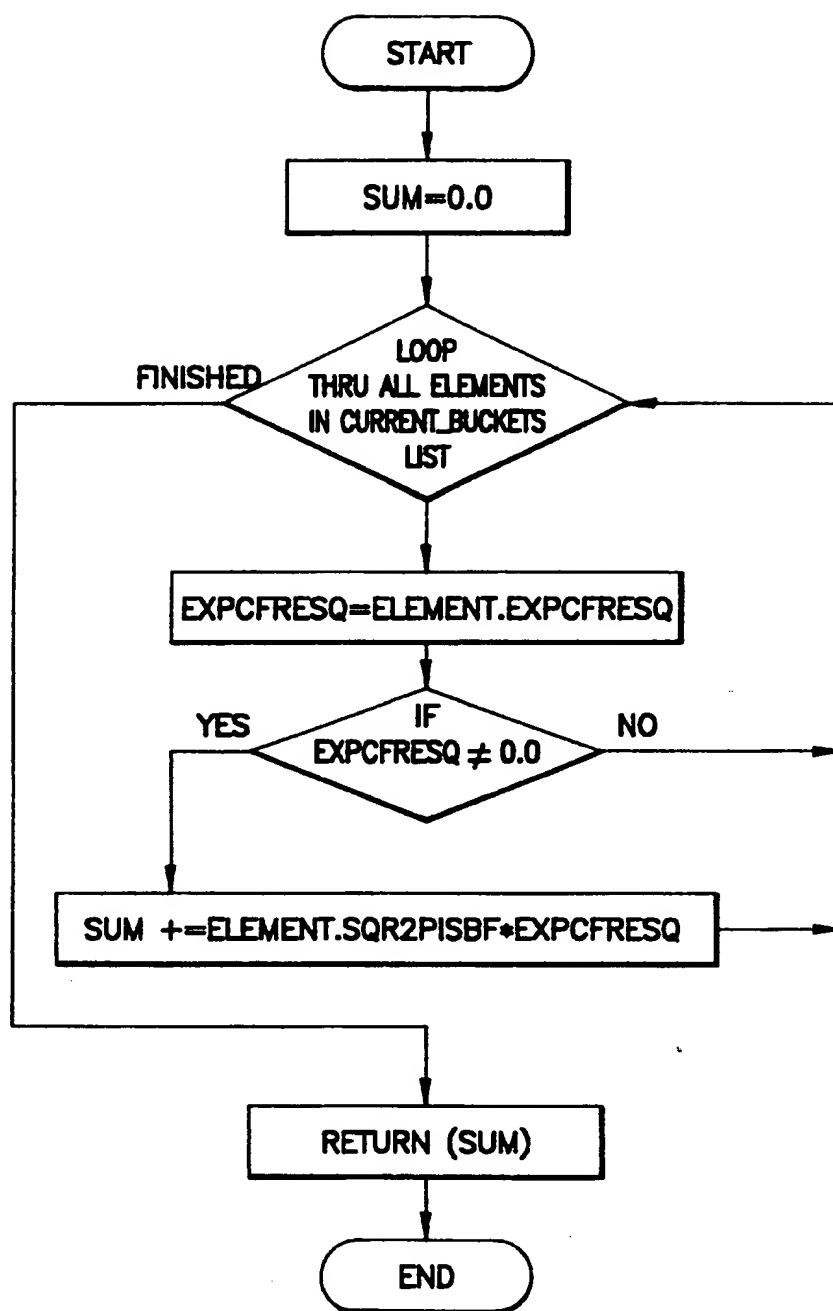 START
SUM=0.0
FINISHED
LOOP
THRU ALL ELEMENTS
IN CURRENT_BUCKETS
LIST
EXPCFRESQ=ELEMENT.EXPCFRESQ
YES
IF
EXPCFRESQ ≠ 0.0
NO
SUM +=ELEMENT.SQR2PISBF*EXPCFRESQ
RETURN (SUM)
END